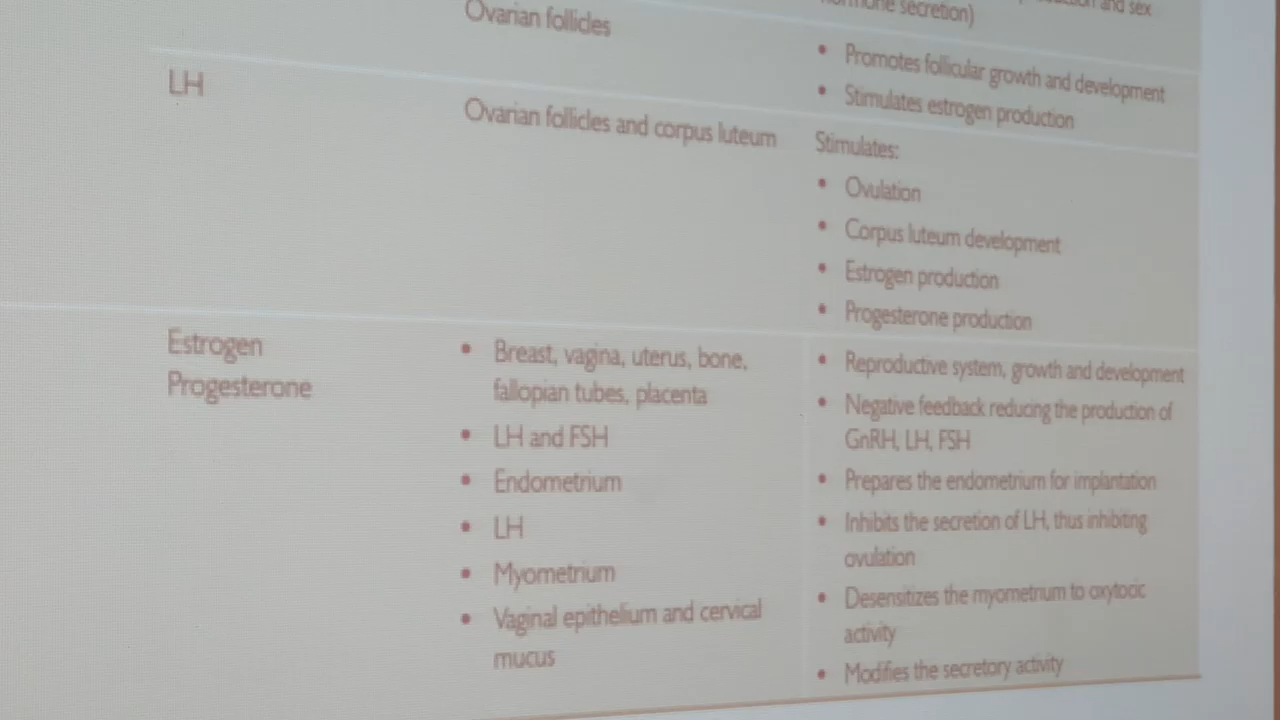 and sex
secretion)
Ovarian follicles
Promotes follicular growth and development
Stimulates estrogen production
LH
Ovarian follicles and corpus luteum
Stimulates:
Ovulation
Corpus luteum development
Estrogen production
Progesterone production
Estrogen
Progesterone
Breast, vagina, uterus, bone,
fallopian tubes, placenta
LH and FSH
Endometrium
LH
Myometrium
Vaginal epithelium and cervical
mucus
Reproductive system, growth and development
Negative feedback reducing the production of
GnRH, LH, FSH
Prepares the endometrium for implantation
Inhibits the secretion of LH, thus inhibiting
ovulation
Desensitizes the myometrium to oxytocic
activity
Modifies the secretory activity